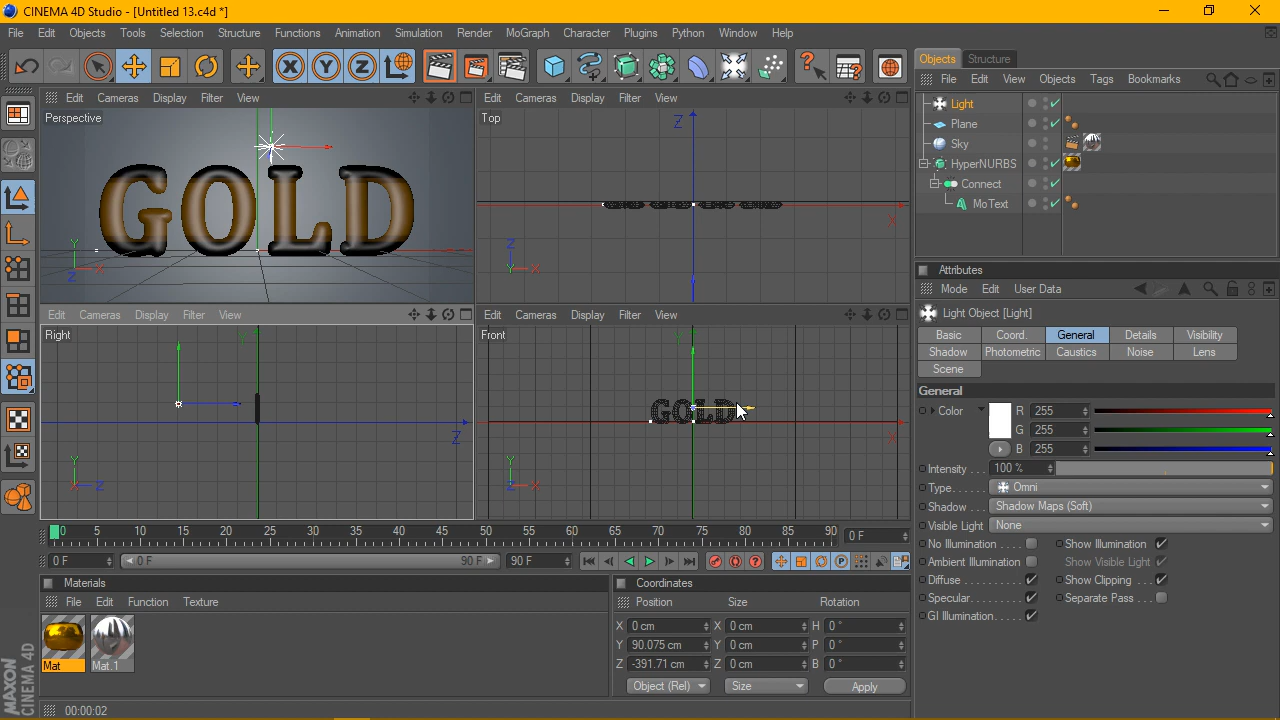 CINEMA 4D Studio - [Untitled 13.c4d *]
File Edit Objects Tools Selection Structure Functions Animation Simulation Render MoGraph Character Plugins Python Window Help
Objects Structure
File Edit View Objects Tags Bookmarks
Edit Cameras Display Filter View
Edit Cameras Display Filter View
Perspective
Top
GOLD
Y X Z
Z X
Z Y X
Light
Plane
Sky
HyperNURBS
Connect
MoText
Attributes
Mode Edit User Data
Light Object [Light]
Basic Coord. General Details Visibility
Shadow Photometric Caustics Noise Lens
Scene
General
Color R 255
G 255
B 255
Intensity . 100 %
Type. . . . . . Omni
Shadow . . . Shadow Maps (Soft)
Visible Light None
No Illumination . . . . Show Illumination
Ambient Illumination Show Visible Light
Diffuse . . . . . . . . . . Show Clipping . . .
Specular. . . . . . . . . Separate Pass . . .
GI Illumination. . . . .
Edit Cameras Display Filter View
Edit Cameras Display Filter View
Right
Front
Y Z
Y X
GOLD
Y X Z
Y Z X
0 5 10 15 20 25 30 35 40 45 50 55 60 65 70 75 80 85 90 0 F
0 F 0 F 90 F 90 F
Materials
File Edit Function Texture
Mat Mat.1
Coordinates
Position Size Rotation
X 0 cm X 0 cm H 0 °
Y 90.075 cm Y 0 cm P 0 °
Z -391.71 cm Z 0 cm B 0 °
Object (Rel) Size Apply
MAXON
CINEMA 4D
00:00:02